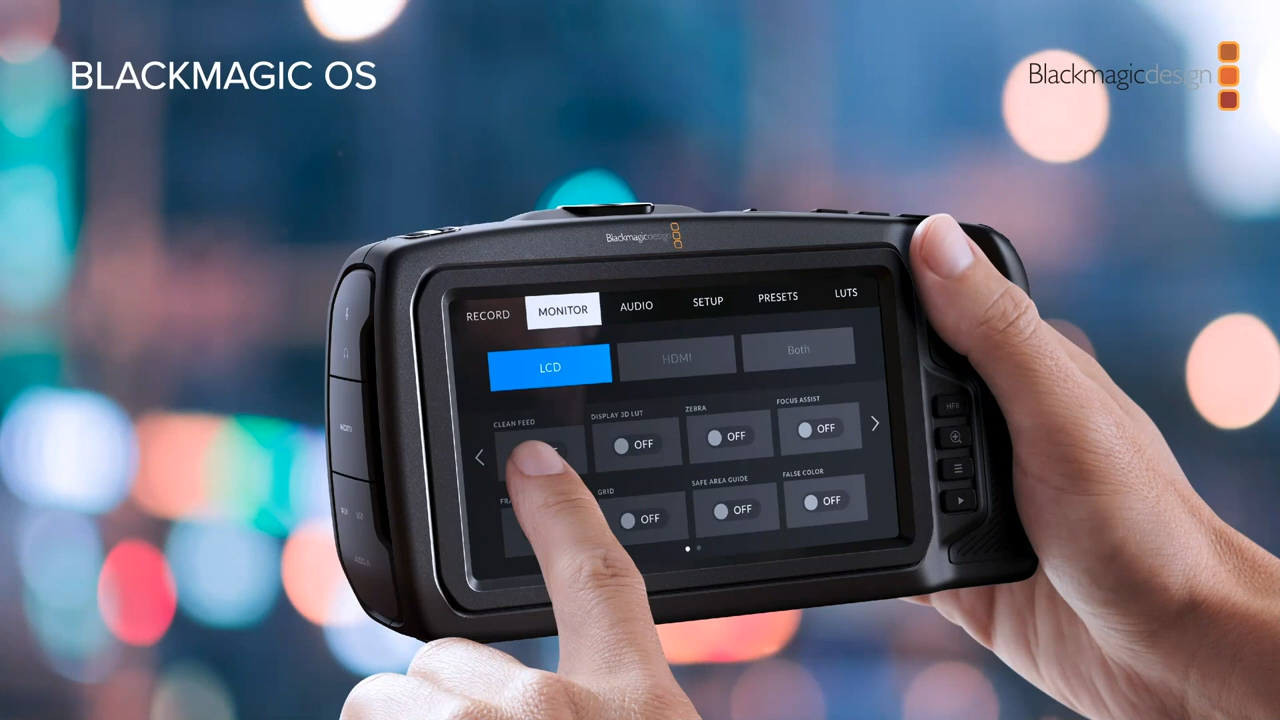 BLACKMAGIC OS
Blackmagicdesign
Blackmagicdesign
RECORD MONITOR AUDIO SETUP PRESETS LUTS
LCD HDMI Both
CLEAN FEED DISPLAY 3D LUT ZEBRA FOCUS ASSIST
OFF OFF OFF
GRID SAFE AREA GUIDE FALSE COLOR
OFF OFF OFF
HFR
HDMI